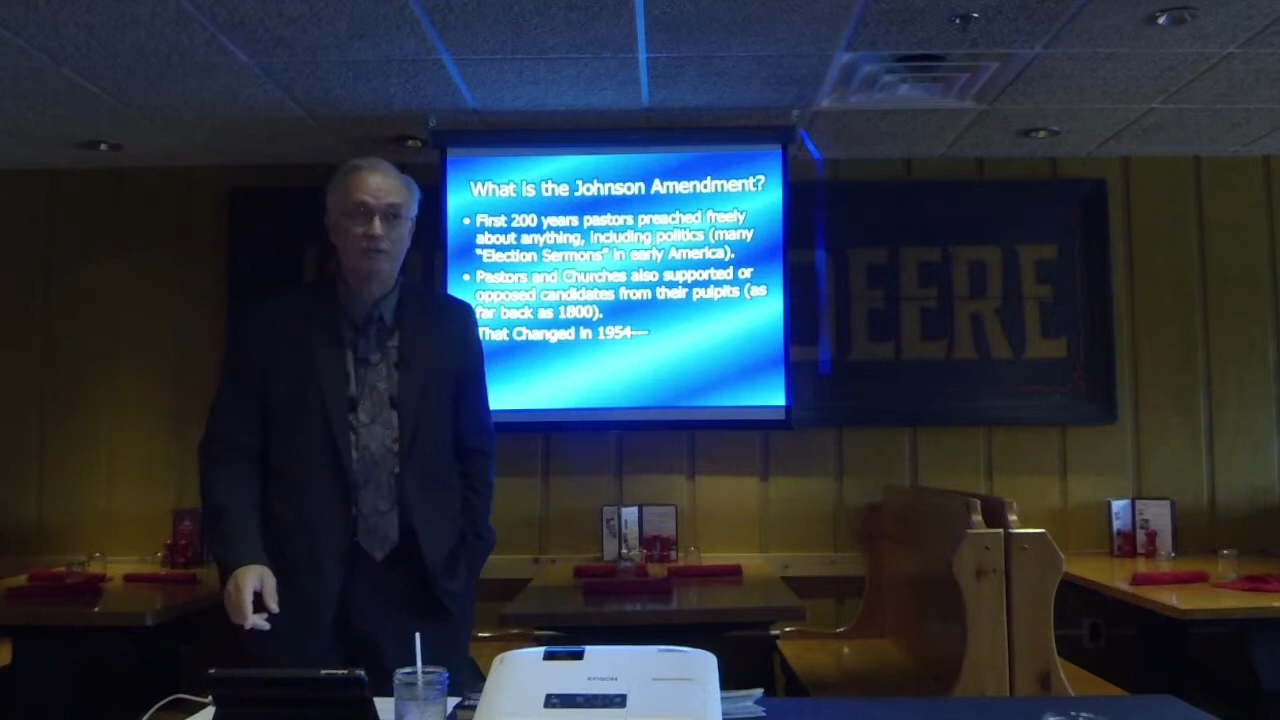 What is the Johnson Amendment?
• First 200 years pastors preached freely
about anything, including politics (many
"Election Sermons" in early America).
• Pastors and Churches also supported or
opposed candidates from their pulpits (as
far back as 1800).
That Changed in 1954—
DEERE
EPSON